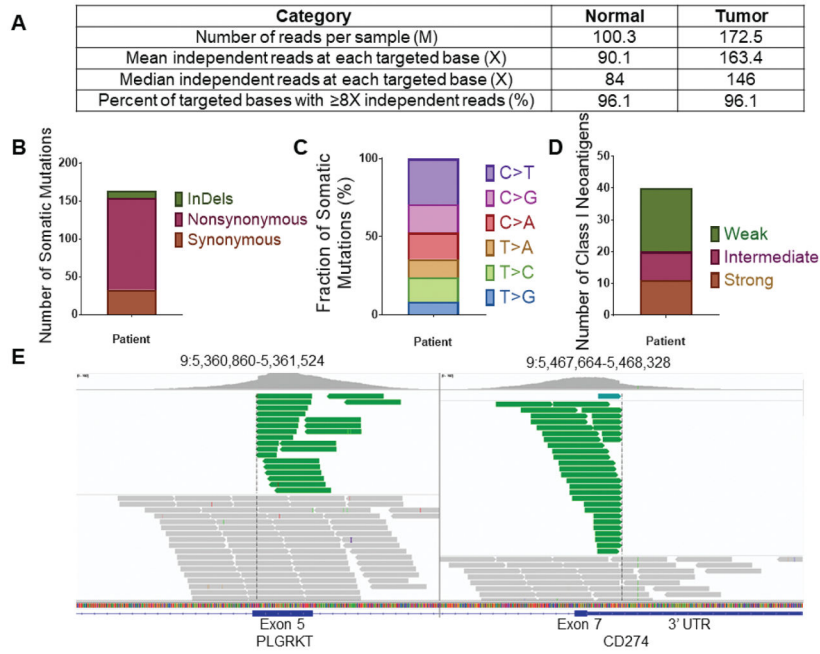 A
Category Normal Tumor
Number of reads per sample (M) 100.3 172.5
Mean independent reads at each targeted base (X) 90.1 163.4
Median independent reads at each targeted base (X) 84 146
Percent of targeted bases with ≥8X independent reads (%) 96.1 96.1
B
Number of Somatic Mutations
200
150
100
50
0
InDels
Nonsynonymous
Synonymous
Patient
C
Fraction of Somatic
Mutations (%)
100
50
0
C>T
C>G
C>A
T>A
T>C
T>G
Patient
D
Number of Class I Neoantigens
50
40
30
20
10
0
Weak
Intermediate
Strong
Patient
E
9:5,360,860-5,361,524
9:5,467,664-5,468,328
Exon 5
PLGRKT
Exon 7
3' UTR
CD274